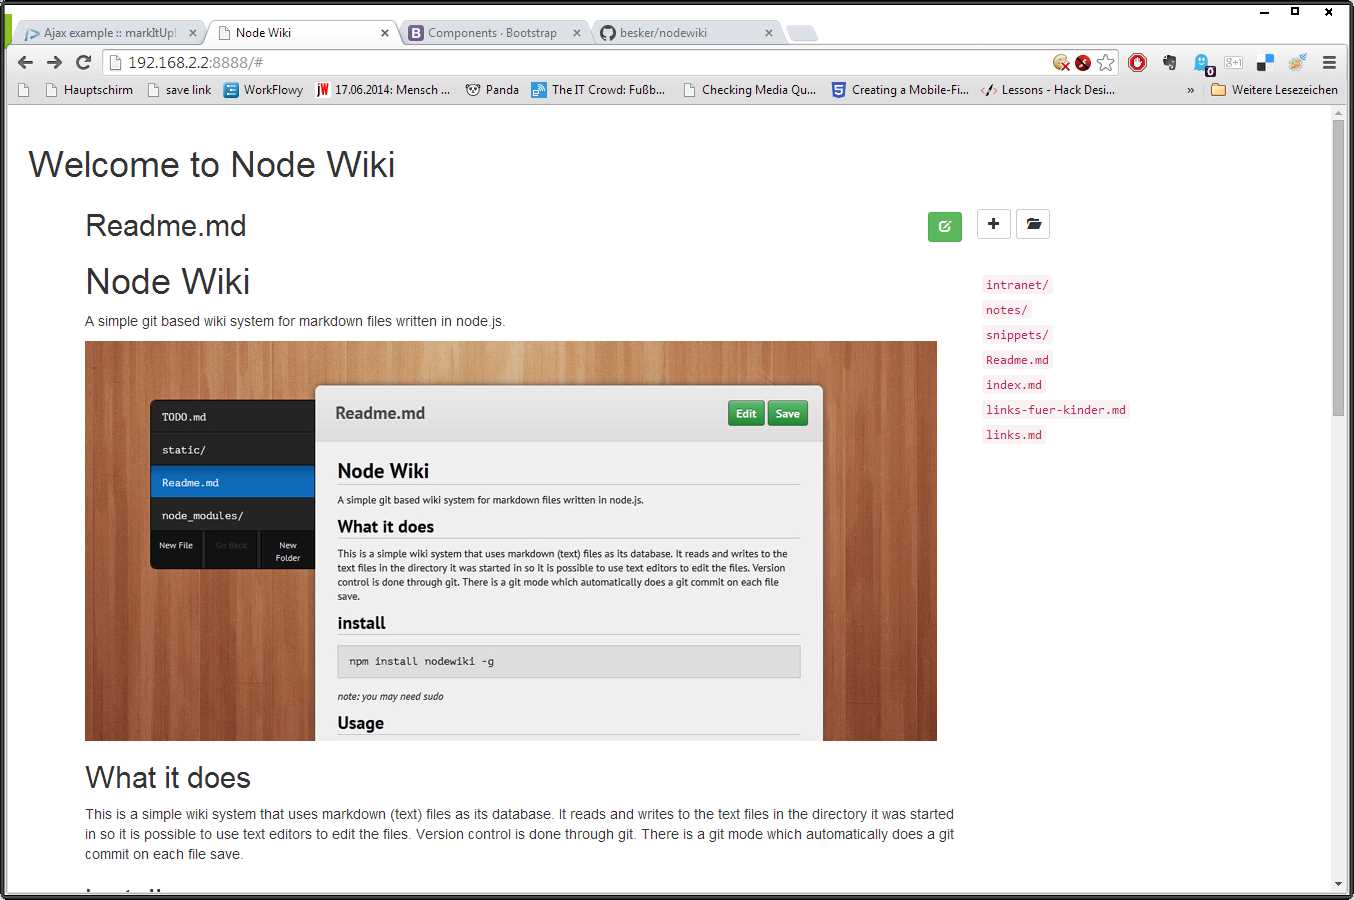 Ajax example :: markItUp!
Node Wiki
Components · Bootstrap
besker/nodewiki
192.168.2.2:8888/#
0
g+1
Hauptschirm
save link
WorkFlowy
jW
17.06.2014: Mensch ...
Panda
The IT Crowd: Fußb...
Checking Media Qu...
Creating a Mobile-Fi...
Lessons - Hack Desi...
»
Weitere Lesezeichen
Welcome to Node Wiki
Readme.md
Node Wiki
A simple git based wiki system for markdown files written in node.js.
TODO.md
static/
Readme.md
node_modules/
New File
Go Back
New
Folder
Readme.md
Edit
Save
Node Wiki
A simple git based wiki system for markdown files written in node.js.
What it does
This is a simple wiki system that uses markdown (text) files as its database. It reads and writes to the
text files in the directory it was started in so it is possible to use text editors to edit the files. Version
control is done through git. There is a git mode which automatically does a git commit on each file
save.
install
npm install nodewiki -g
note: you may need sudo
Usage
intranet/
notes/
snippets/
Readme.md
index.md
links-fuer-kinder.md
links.md
What it does
This is a simple wiki system that uses markdown (text) files as its database. It reads and writes to the text files in the directory it was started
in so it is possible to use text editors to edit the files. Version control is done through git. There is a git mode which automatically does a git
commit on each file save.